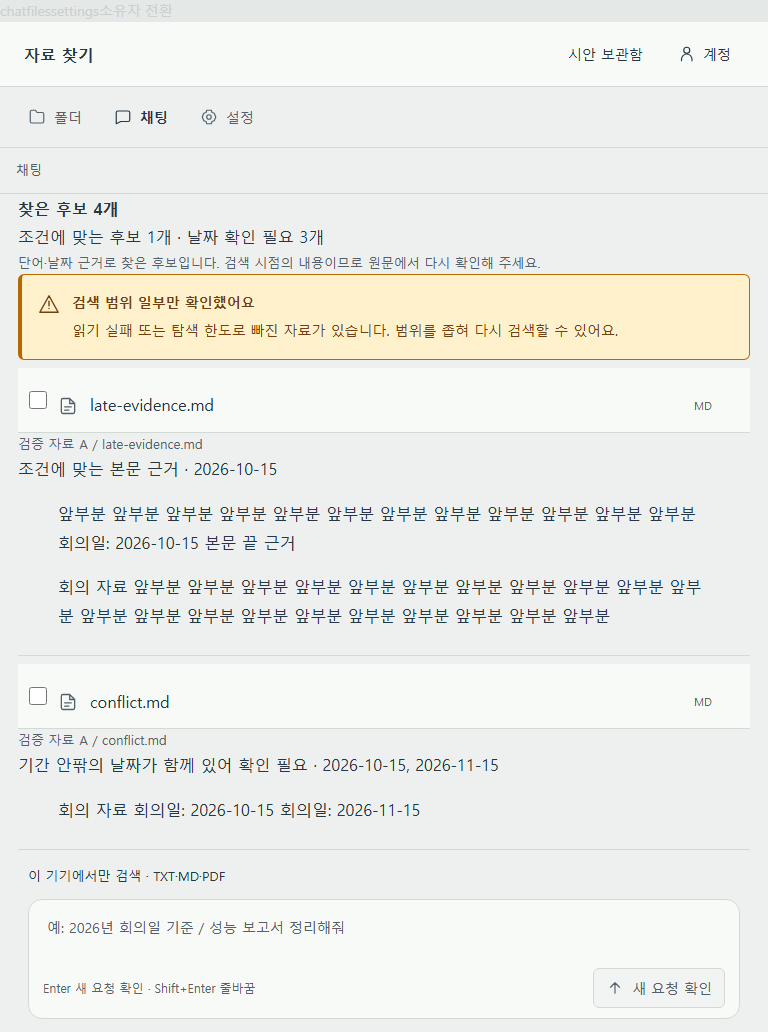 chatfilessettings소유자 전환
자료 찾기
시안 보관함
계정
폴더
채팅
설정
채팅
찾은 후보 4개
조건에 맞는 후보 1개 · 날짜 확인 필요 3개
단어·날짜 근거로 찾은 후보입니다. 검색 시점의 내용이므로 원문에서 다시 확인해 주세요.
검색 범위 일부만 확인했어요
읽기 실패 또는 탐색 한도로 빠진 자료가 있습니다. 범위를 좁혀 다시 검색할 수 있어요.
late-evidence.md
MD
검증 자료 A / late-evidence.md
조건에 맞는 본문 근거 · 2026-10-15
앞부분 앞부분 앞부분 앞부분 앞부분 앞부분 앞부분 앞부분 앞부분 앞부분 앞부분 앞부분
회의일: 2026-10-15 본문 끝 근거
회의 자료 앞부분 앞부분 앞부분 앞부분 앞부분 앞부분 앞부분 앞부분 앞부분 앞부분 앞부
분 앞부분 앞부분 앞부분 앞부분 앞부분 앞부분 앞부분 앞부분 앞부분 앞부분
conflict.md
MD
검증 자료 A / conflict.md
기간 안팎의 날짜가 함께 있어 확인 필요 · 2026-10-15, 2026-11-15
회의 자료 회의일: 2026-10-15 회의일: 2026-11-15
이 기기에서만 검색 · TXT·MD·PDF
예: 2026년 회의일 기준 / 성능 보고서 정리해줘
Enter 새 요청 확인 · Shift+Enter 줄바꿈
새 요청 확인